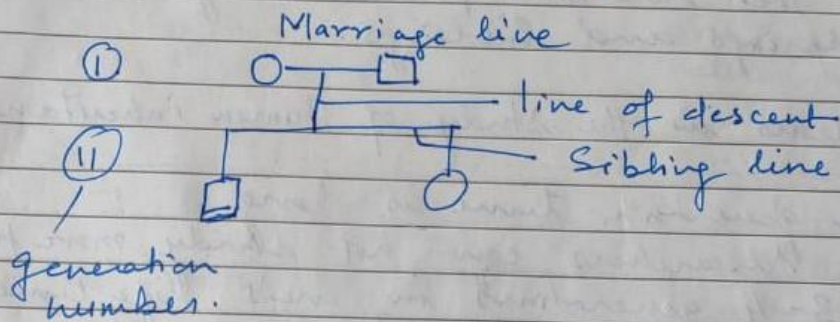 Marriage line
I
line of descent
II
Sibling line
generation
number.